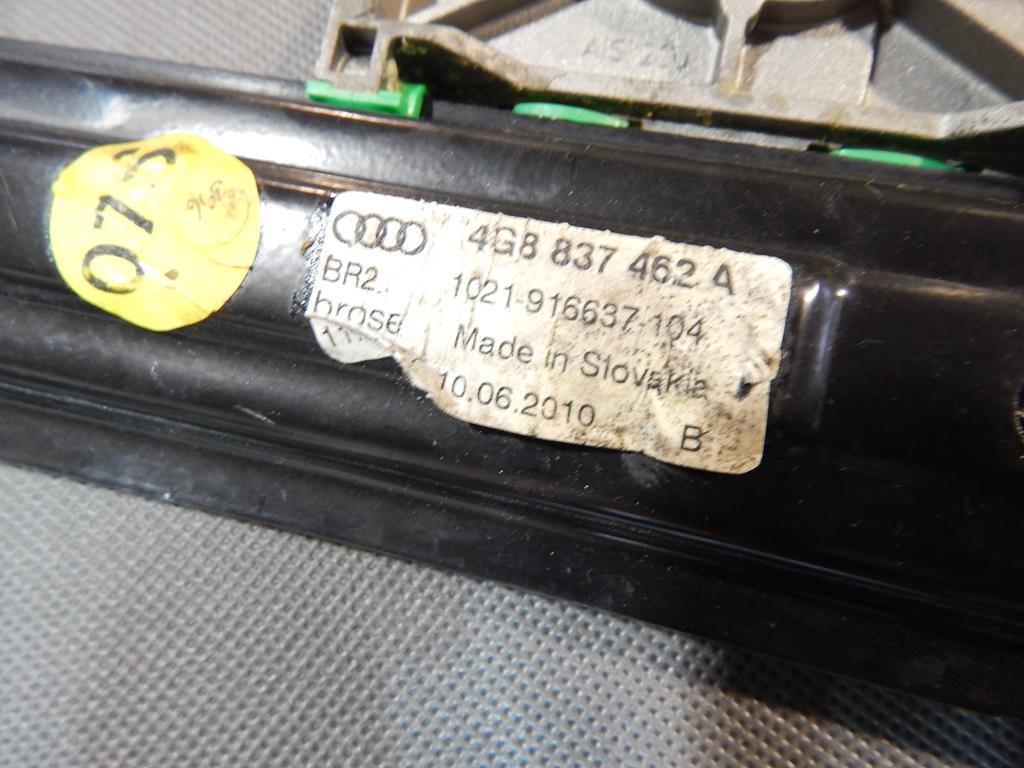 073
4G8 837 462 A
BR2.
1021-916637-104
brose
Made in Slovakia
10.06.2010
B